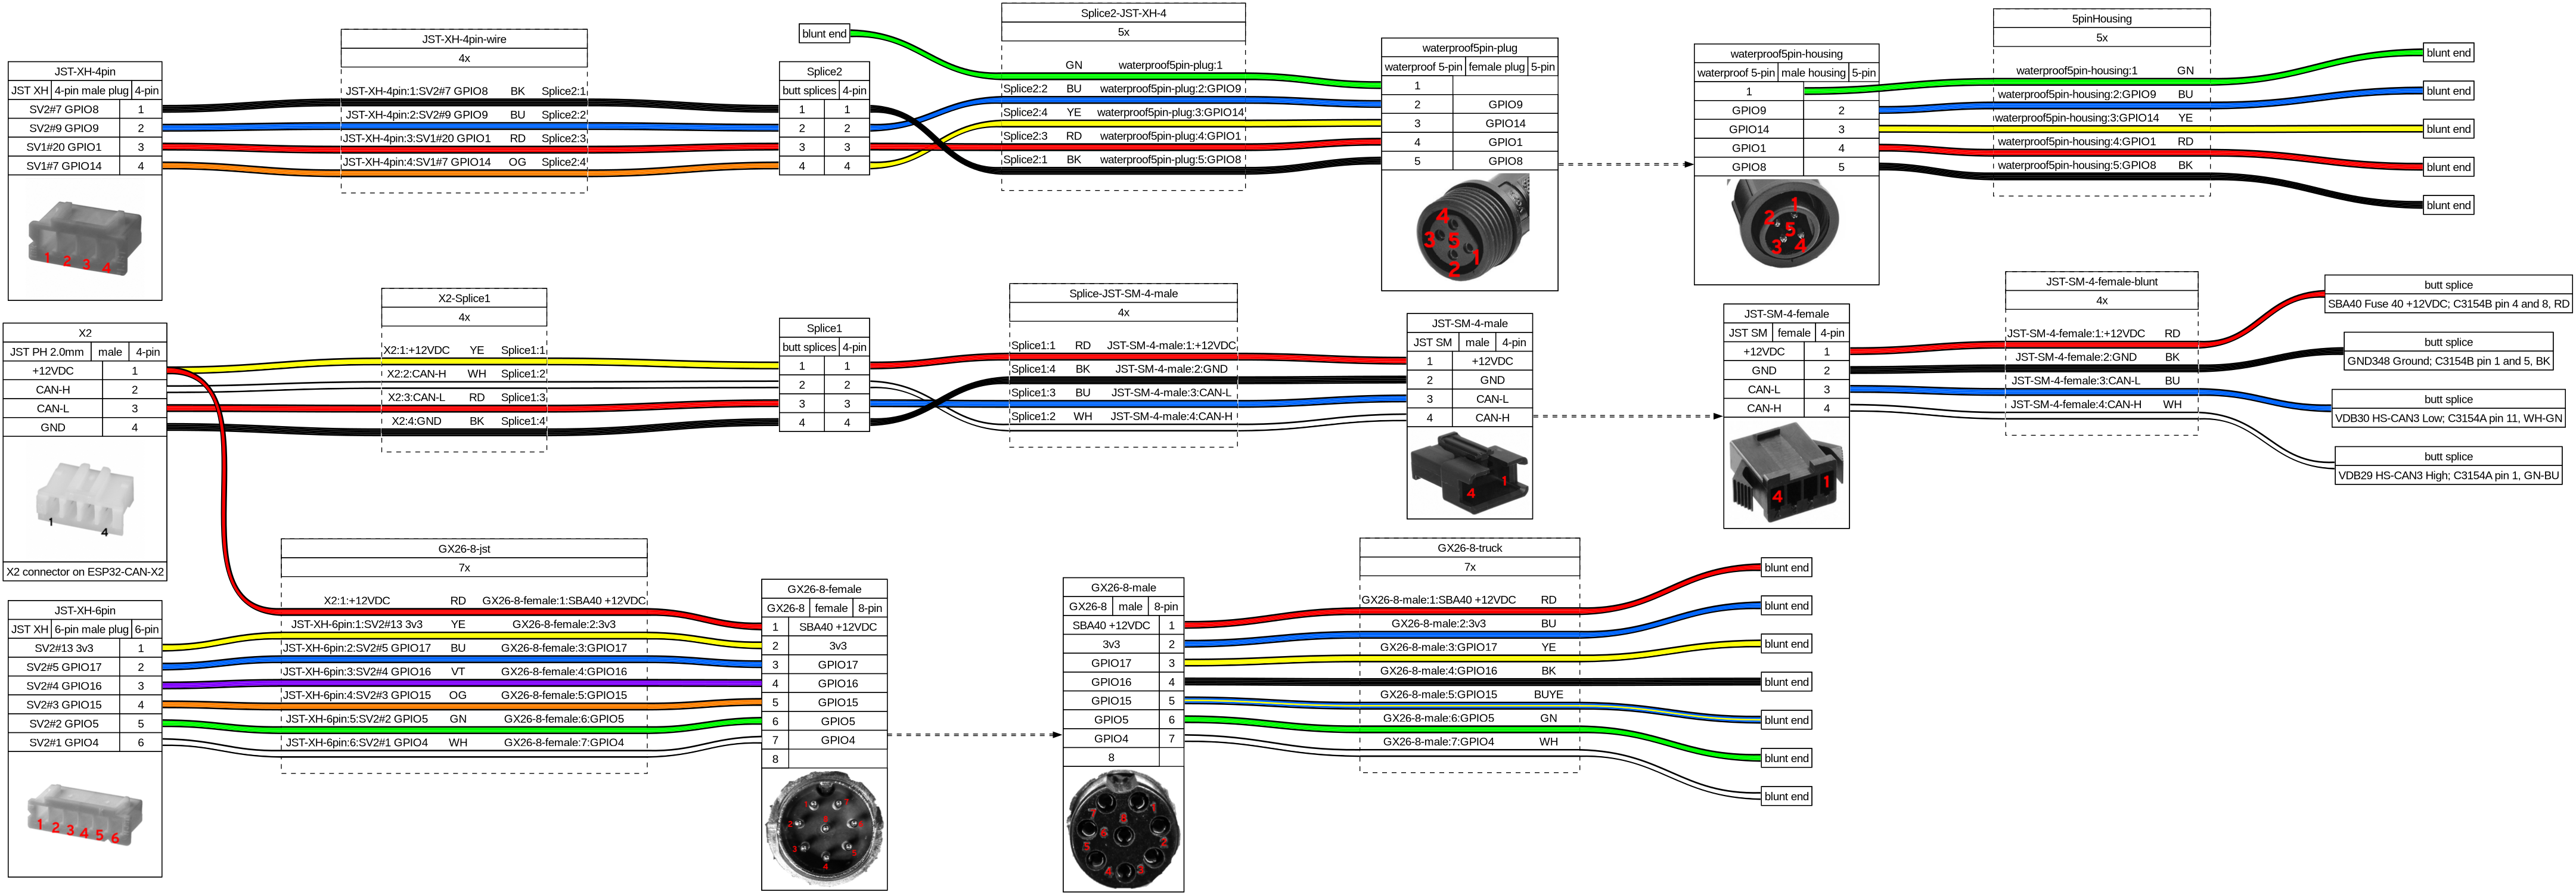 JST-XH-4pin
JST XH 4-pin male plug 4-pin
SV2#7 GPIO8 1
SV2#9 GPIO9 2
SV1#20 GPIO1 3
SV1#7 GPIO14 4
1 2 3 4
JST-XH-4pin-wire
4x
JST-XH-4pin:1:SV2#7 GPIO8 BK Splice2:1
JST-XH-4pin:2:SV2#9 GPIO9 BU Splice2:2
JST-XH-4pin:3:SV1#20 GPIO1 RD Splice2:3
JST-XH-4pin:4:SV1#7 GPIO14 OG Splice2:4
blunt end
Splice2
butt splices 4-pin
1 1
2 2
3 3
4 4
Splice2-JST-XH-4
5x
GN waterproof5pin-plug:1
Splice2:2 BU waterproof5pin-plug:2:GPIO9
Splice2:4 YE waterproof5pin-plug:3:GPIO14
Splice2:3 RD waterproof5pin-plug:4:GPIO1
Splice2:1 BK waterproof5pin-plug:5:GPIO8
waterproof5pin-plug
waterproof 5-pin female plug 5-pin
1
2 GPIO9
3 GPIO14
4 GPIO1
5 GPIO8
4
3 5 1
2
waterproof5pin-housing
waterproof 5-pin male housing 5-pin
1
GPIO9 2
GPIO14 3
GPIO1 4
GPIO8 5
1
2 5
3 4
5pinHousing
5x
waterproof5pin-housing:1 GN
waterproof5pin-housing:2:GPIO9 BU
waterproof5pin-housing:3:GPIO14 YE
waterproof5pin-housing:4:GPIO1 RD
waterproof5pin-housing:5:GPIO8 BK
blunt end
blunt end
blunt end
blunt end
blunt end
X2
JST PH 2.0mm male 4-pin
+12VDC 1
CAN-H 2
CAN-L 3
GND 4
1 4
X2 connector on ESP32-CAN-X2
X2-Splice1
4x
X2:1:+12VDC YE Splice1:1
X2:2:CAN-H WH Splice1:2
X2:3:CAN-L RD Splice1:3
X2:4:GND BK Splice1:4
Splice1
butt splices 4-pin
1 1
2 2
3 3
4 4
Splice-JST-SM-4-male
4x
Splice1:1 RD JST-SM-4-male:1:+12VDC
Splice1:4 BK JST-SM-4-male:2:GND
Splice1:3 BU JST-SM-4-male:3:CAN-L
Splice1:2 WH JST-SM-4-male:4:CAN-H
JST-SM-4-male
JST SM male 4-pin
1 +12VDC
2 GND
3 CAN-L
4 CAN-H
4 1
JST-SM-4-female
JST SM female 4-pin
+12VDC 1
GND 2
CAN-L 3
CAN-H 4
4 1
JST-SM-4-female-blunt
4x
JST-SM-4-female:1:+12VDC RD
JST-SM-4-female:2:GND BK
JST-SM-4-female:3:CAN-L BU
JST-SM-4-female:4:CAN-H WH
butt splice
SBA40 Fuse 40 +12VDC; C3154B pin 4 and 8, RD
butt splice
GND348 Ground; C3154B pin 1 and 5, BK
butt splice
VDB30 HS-CAN3 Low; C3154A pin 11, WH-GN
butt splice
VDB29 HS-CAN3 High; C3154A pin 1, GN-BU
JST-XH-6pin
JST XH 6-pin male plug 6-pin
SV2#13 3v3 1
SV2#5 GPIO17 2
SV2#4 GPIO16 3
SV2#3 GPIO15 4
SV2#2 GPIO5 5
SV2#1 GPIO4 6
1 2 3 4 5 6
GX26-8-jst
7x
X2:1:+12VDC RD GX26-8-female:1:SBA40 +12VDC
JST-XH-6pin:1:SV2#13 3v3 YE GX26-8-female:2:3v3
JST-XH-6pin:2:SV2#5 GPIO17 BU GX26-8-female:3:GPIO17
JST-XH-6pin:3:SV2#4 GPIO16 VT GX26-8-female:4:GPIO16
JST-XH-6pin:4:SV2#3 GPIO15 OG GX26-8-female:5:GPIO15
JST-XH-6pin:5:SV2#2 GPIO5 GN GX26-8-female:6:GPIO5
JST-XH-6pin:6:SV2#1 GPIO4 WH GX26-8-female:7:GPIO4
GX26-8-female
GX26-8 female 8-pin
1 SBA40 +12VDC
2 3v3
3 GPIO17
4 GPIO16
5 GPIO15
6 GPIO5
7 GPIO4
8
1
2
3
4
GX26-8-male
GX26-8 male 8-pin
SBA40 +12VDC 1
3v3 2
GPIO17 3
GPIO16 4
GPIO15 5
GPIO5 6
GPIO4 7
8
7 8 1
6 2
5
4 3
GX26-8-truck
7x
GX26-8-male:1:SBA40 +12VDC RD
GX26-8-male:2:3v3 BU
GX26-8-male:3:GPIO17 YE
GX26-8-male:4:GPIO16 BK
GX26-8-male:5:GPIO15 BUYE
GX26-8-male:6:GPIO5 GN
GX26-8-male:7:GPIO4 WH
blunt end
blunt end
blunt end
blunt end
blunt end
blunt end
blunt end